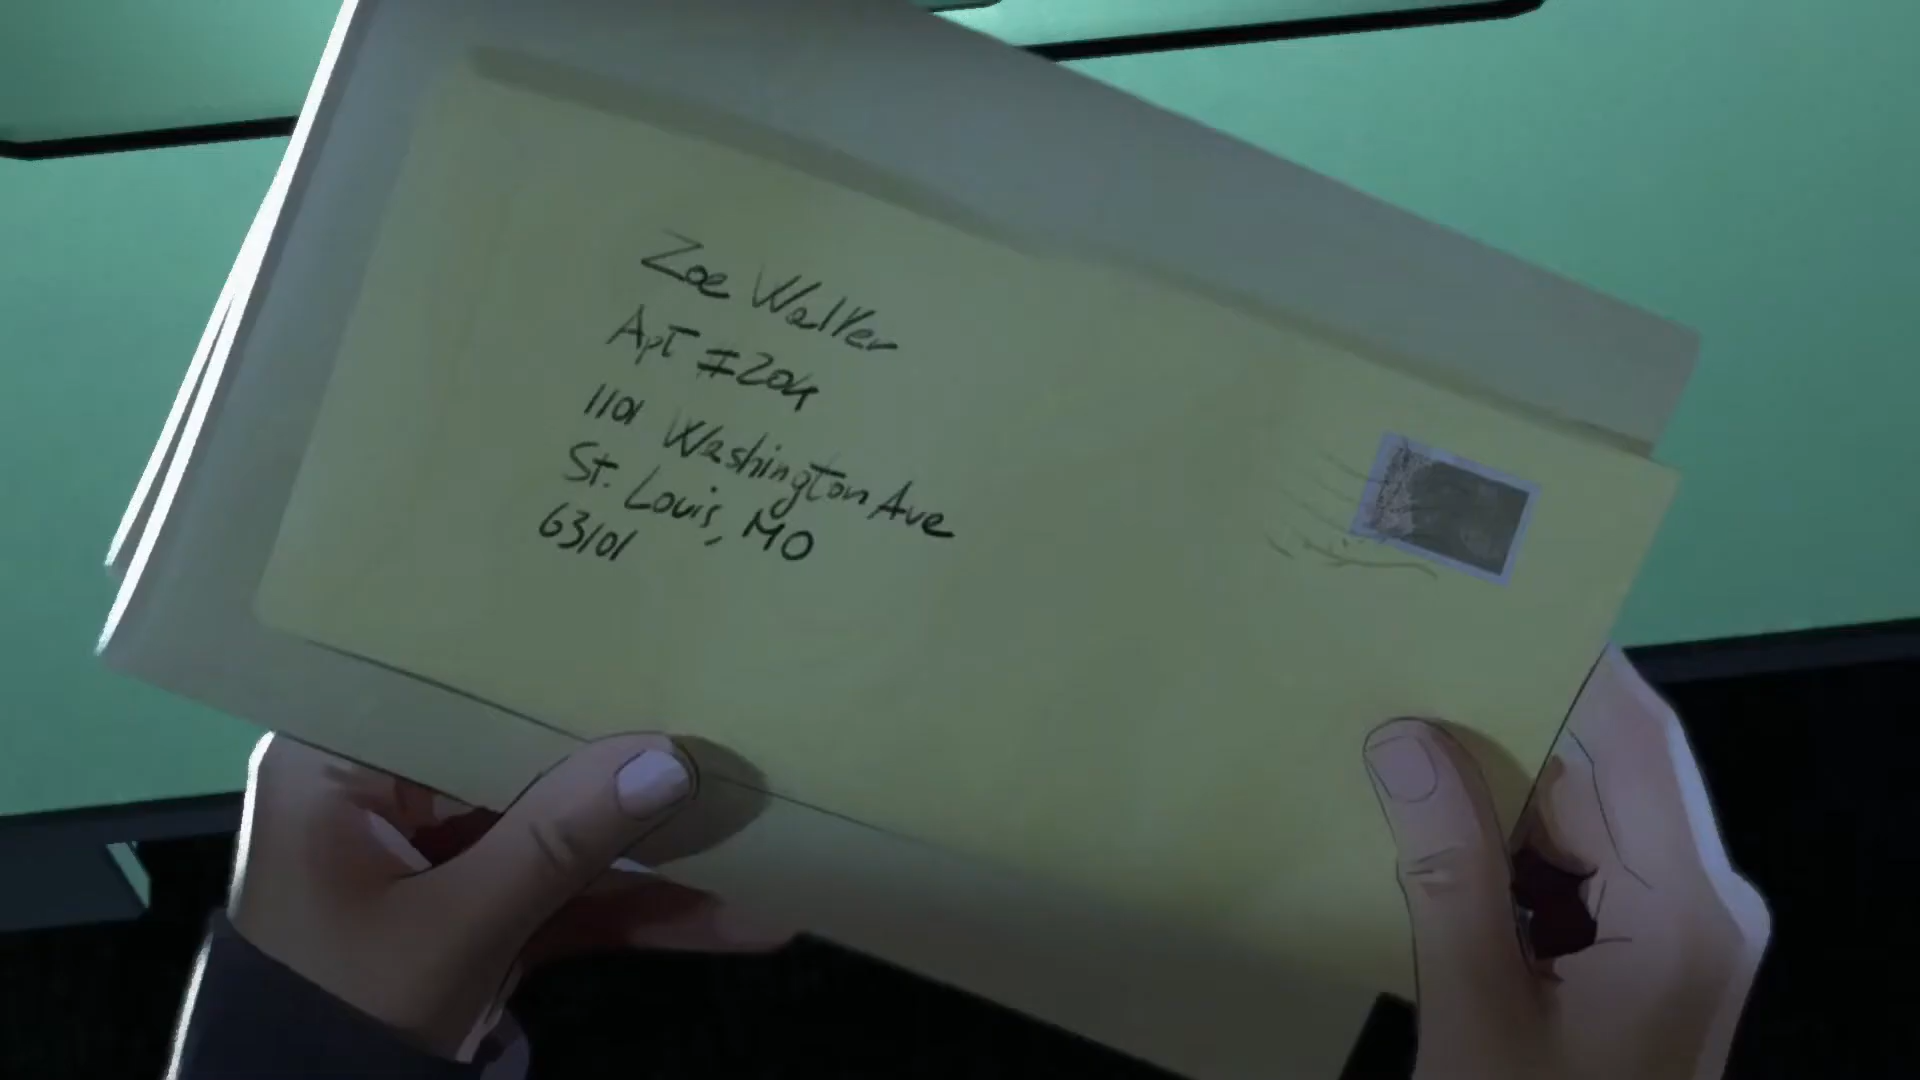 Zoe Walker
Apt #204
1101 Washington Ave
St. Louis, MO
63101